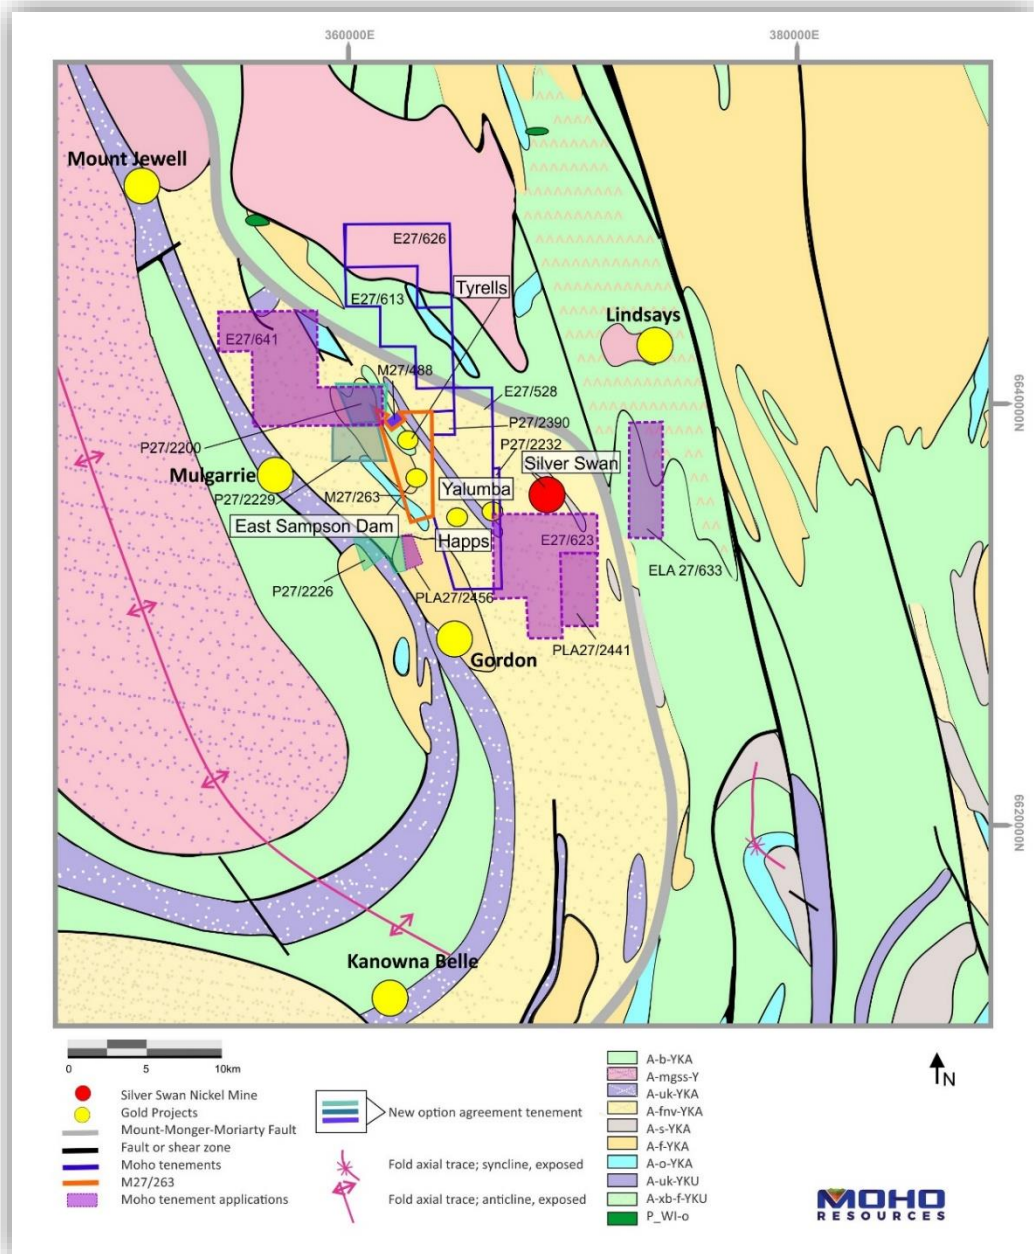 360000E
380000E
Mount Jewell
E27/626
Tyrells
E27/613
Lindsays
E27/641
M27/488
E27/528
6640000N
P27/2390
P27/2200
P27/2232
Silver Swan
Mulgarrie
P27/2229
M27/263
Yalumba
East Sampson Dam
Happs
E27/623
ELA 27/633
P27/2226
PLA27/2456
PLA27/2441
Gordon
6620000N
Kanowna Belle
0 5 10km
Silver Swan Nickel Mine
Gold Projects
Mount-Monger-Moriarty Fault
Fault or shear zone
Moho tenements
M27/263
Moho tenement applications
New option agreement tenement
Fold axial trace; syncline, exposed
Fold axial trace; anticline, exposed
A-b-YKA
A-mgss-Y
A-uk-YKA
A-fnv-YKA
A-s-YKA
A-f-YKA
A-o-YKA
A-uk-YKU
A-xb-f-YKU
P_WI-o
N
MOHO
RESOURCES